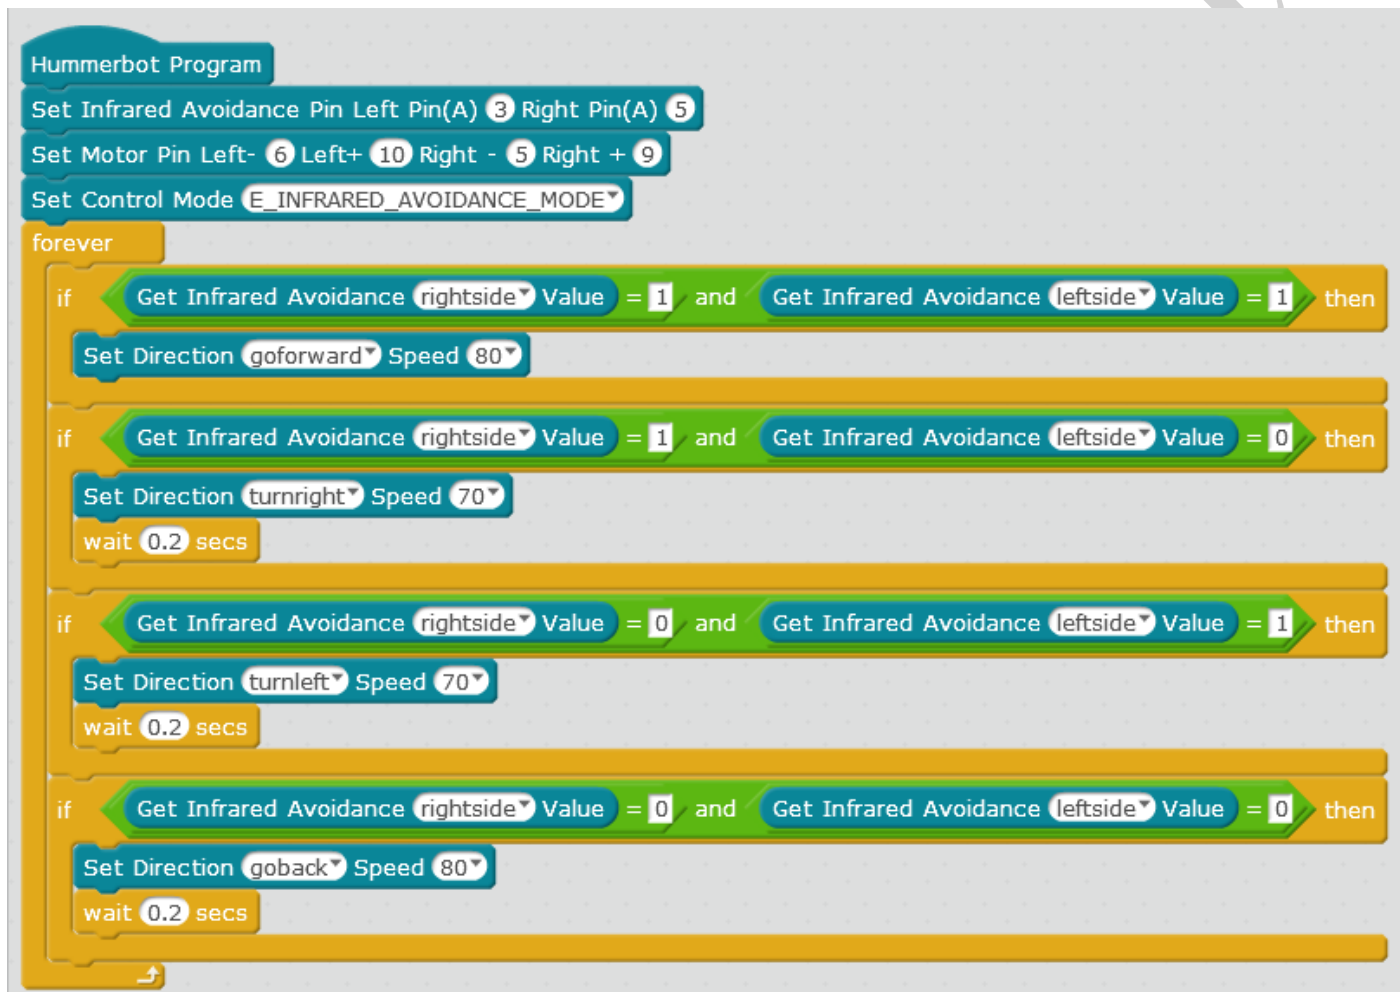 Hummerbot Program
Set Infrared Avoidance Pin Left Pin(A) 3 Right Pin(A) 5
Set Motor Pin Left- 6 Left+ 10 Right - 5 Right + 9
Set Control Mode E_INFRARED_AVOIDANCE_MODE
forever
if Get Infrared Avoidance rightside Value = 1 and Get Infrared Avoidance leftside Value = 1 then
Set Direction goforward Speed 80
if Get Infrared Avoidance rightside Value = 1 and Get Infrared Avoidance leftside Value = 0 then
Set Direction turnright Speed 70
wait 0.2 secs
if Get Infrared Avoidance rightside Value = 0 and Get Infrared Avoidance leftside Value = 1 then
Set Direction turnleft Speed 70
wait 0.2 secs
if Get Infrared Avoidance rightside Value = 0 and Get Infrared Avoidance leftside Value = 0 then
Set Direction goback Speed 80
wait 0.2 secs